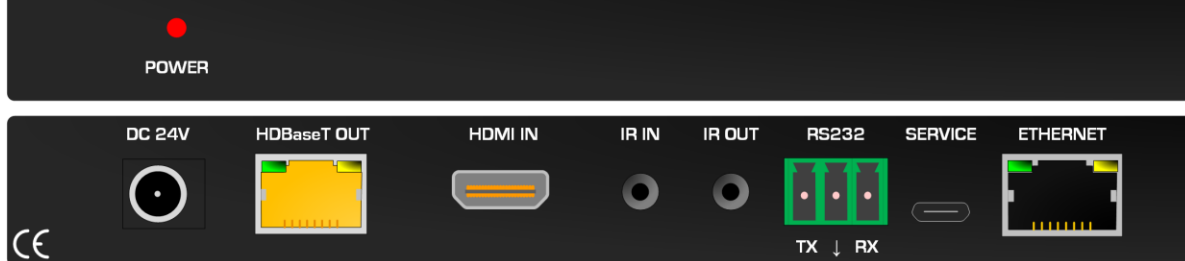 POWER
DC 24V HDBaseT OUT HDMI IN IR IN IR OUT RS232 SERVICE ETHERNET
TX ↓ RX
CE